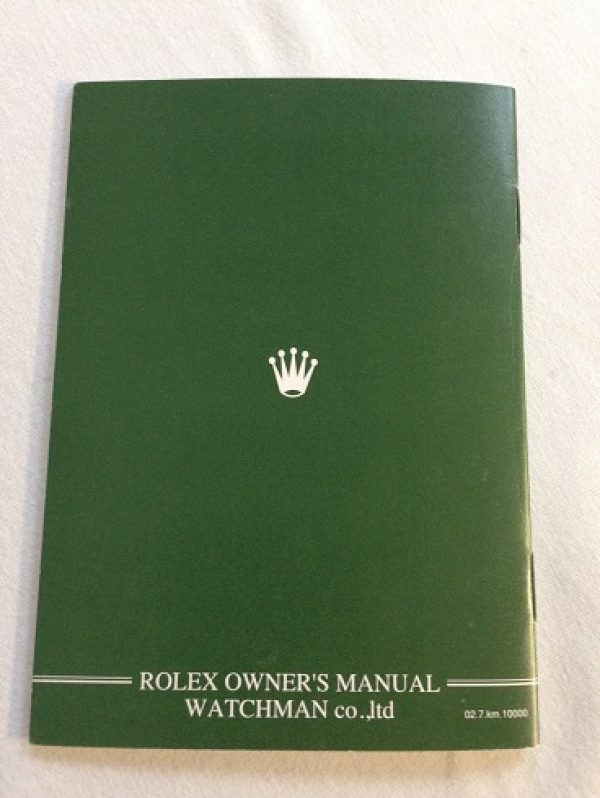 ROLEX OWNER'S MANUAL
WATCHMAN co.,ltd
02.7.km.10000